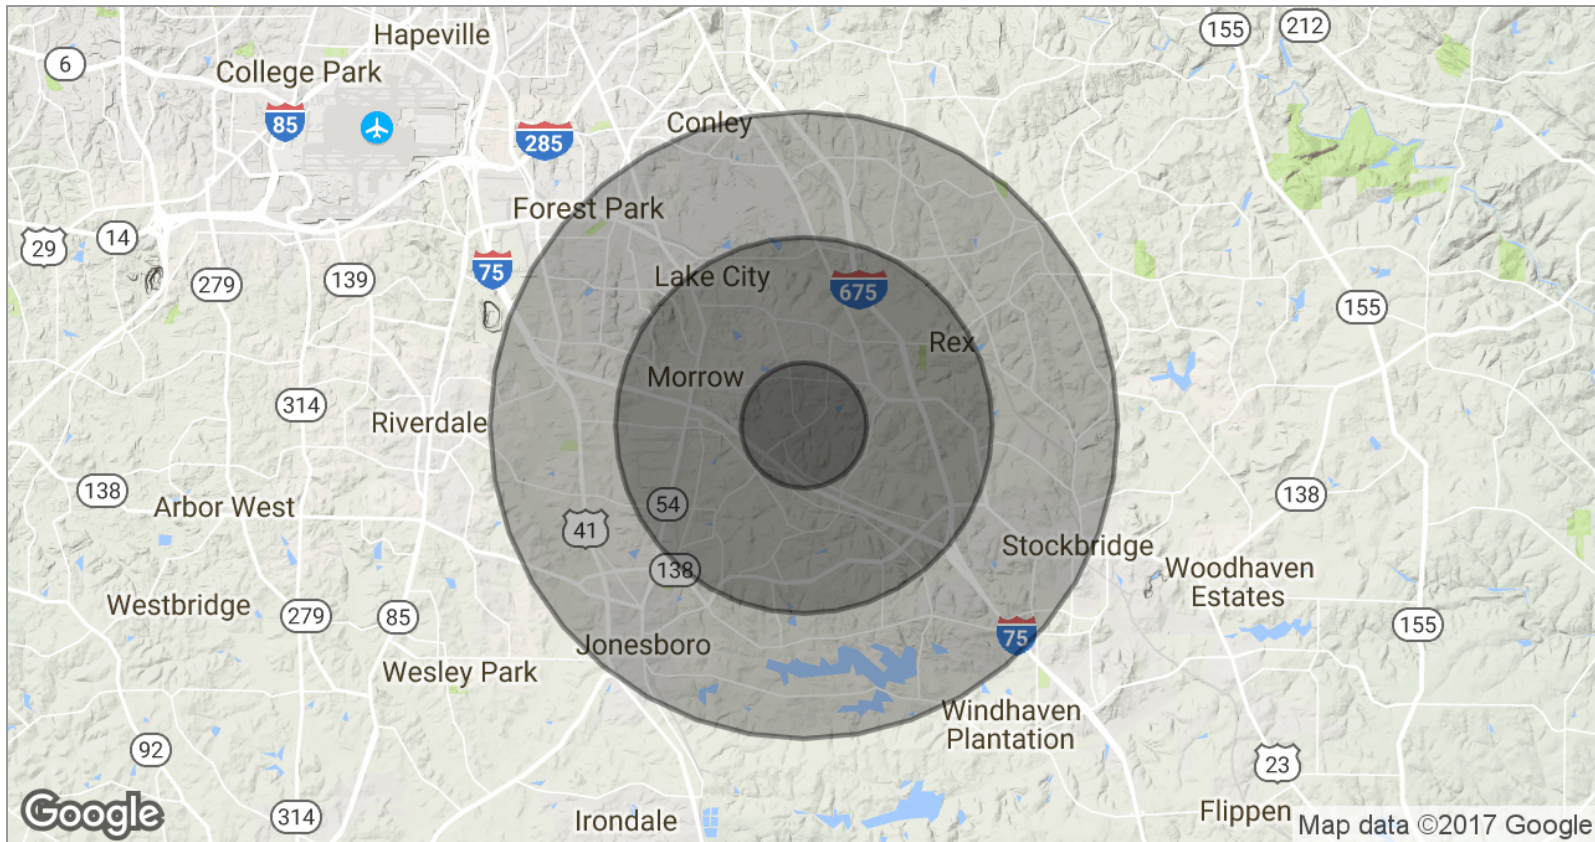 Hapeville
155
212
6
College Park
85
Conley
285
Forest Park
29
14
279
139
75
Lake City
675
155
Rex
Morrow
314
Riverdale
138
Arbor West
54
138
41
Stockbridge
Woodhaven
Estates
138
Westbridge
279
85
155
75
Jonesboro
Wesley Park
Windhaven
Plantation
92
23
Google
314
Irondale
Flippen
Map data ©2017 Google